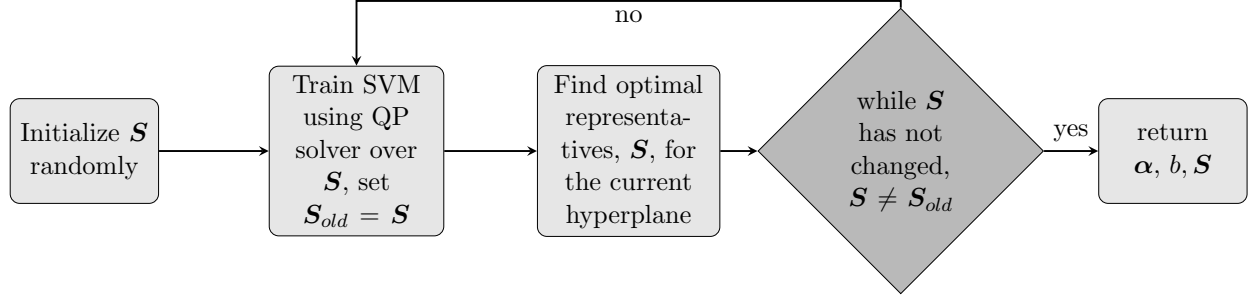 Initialize S
randomly
Train SVM
using QP
solver over
S, set
S_old = S
Find optimal
representa-
tives, S, for
the current
hyperplane
no
while S
has not
changed,
S ≠ S_old
yes
return
α, b, S